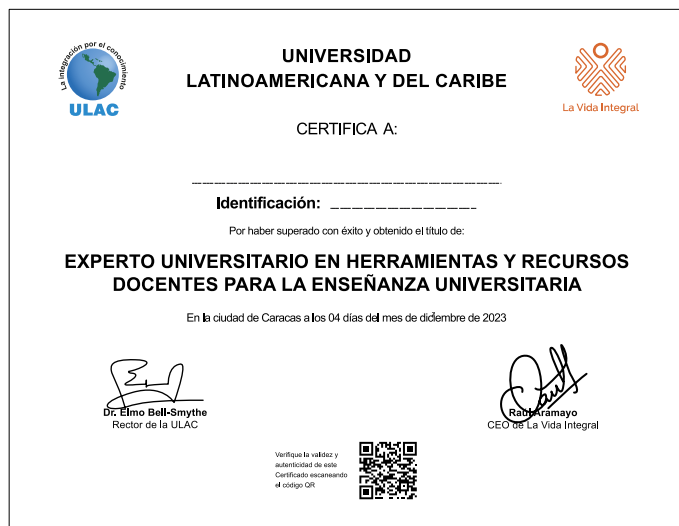 La integración por el conocimiento
ULAC
UNIVERSIDAD
LATINOAMERICANA Y DEL CARIBE
La Vida Integral
CERTIFICA A:
Identificación:
Por haber superado con éxito y obtenido el título de:
EXPERTO UNIVERSITARIO EN HERRAMIENTAS Y RECURSOS
DOCENTES PARA LA ENSEÑANZA UNIVERSITARIA
En la ciudad de Caracas a los 04 días del mes de diciembre de 2023
Dr. Elmo Bell-Smythe
Rector de la ULAC
Raúl Aramayo
CEO de La Vida Integral
Verifique la validez y
autenticidad de este
Certificado escaneando
el código QR